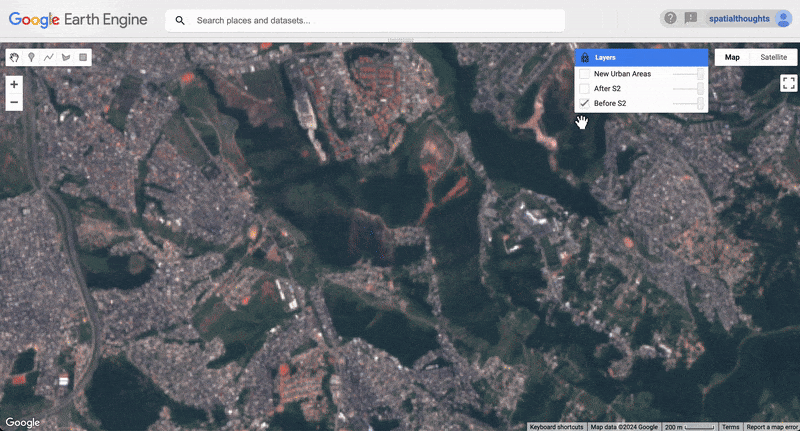 Google Earth Engine
Search places and datasets...
spatialthoughts
Layers
New Urban Areas
After S2
Before S2
Map
Satellite
+
−
Google
Keyboard shortcuts
Map data ©2024 Google
200 m
Terms
Report a map error